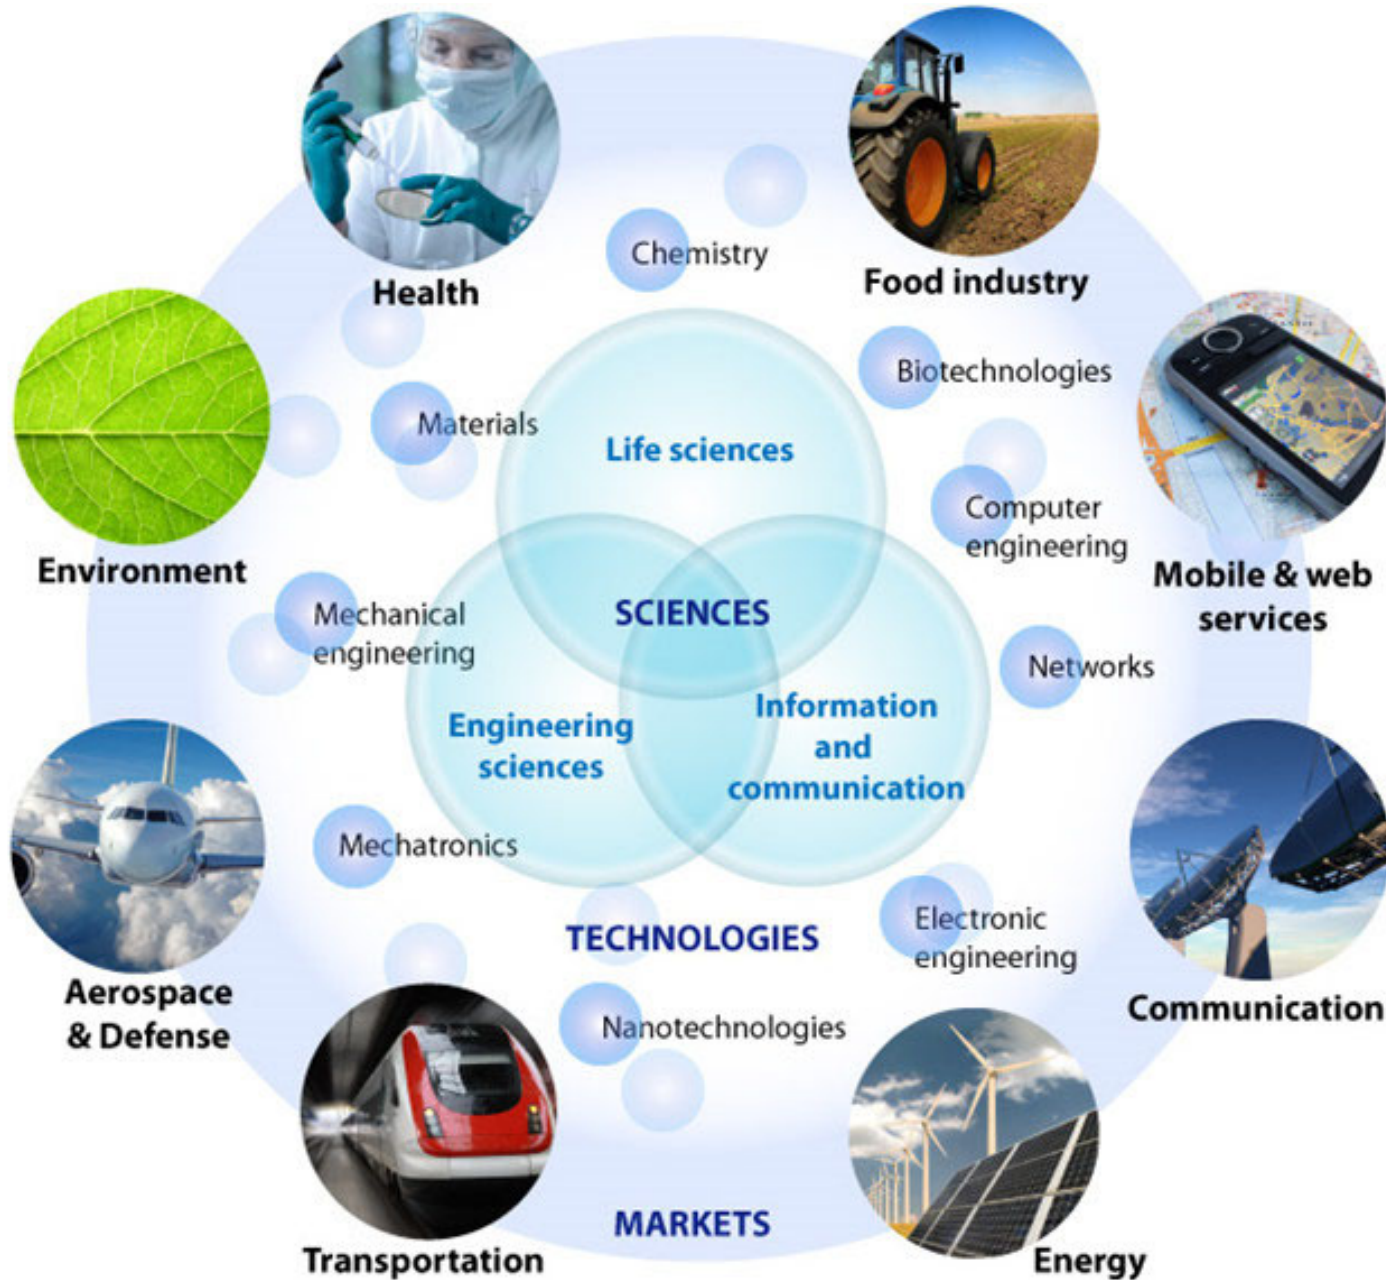 Health
Food industry
Chemistry
Biotechnologies
Materials
Life sciences
Computer
engineering
Environment
Mobile & web
services
Mechanical
engineering
SCIENCES
Networks
Engineering
sciences
Information
and
communication
Mechatronics
Electronic
engineering
TECHNOLOGIES
Aerospace
& Defense
Communication
Nanotechnologies
MARKETS
Transportation
Energy